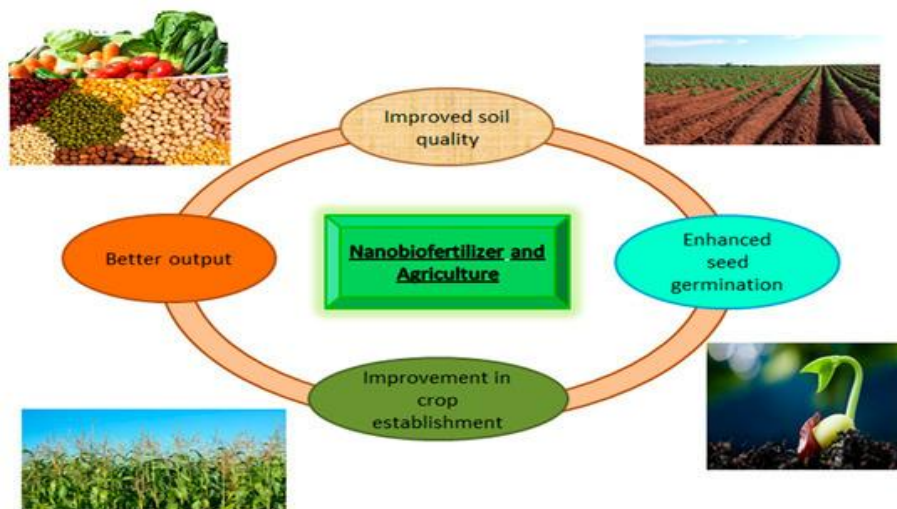 Improved soil
quality
Better output
Nanobiofertilizer and
Agriculture
Enhanced
seed
germination
Improvement in
crop
establishment